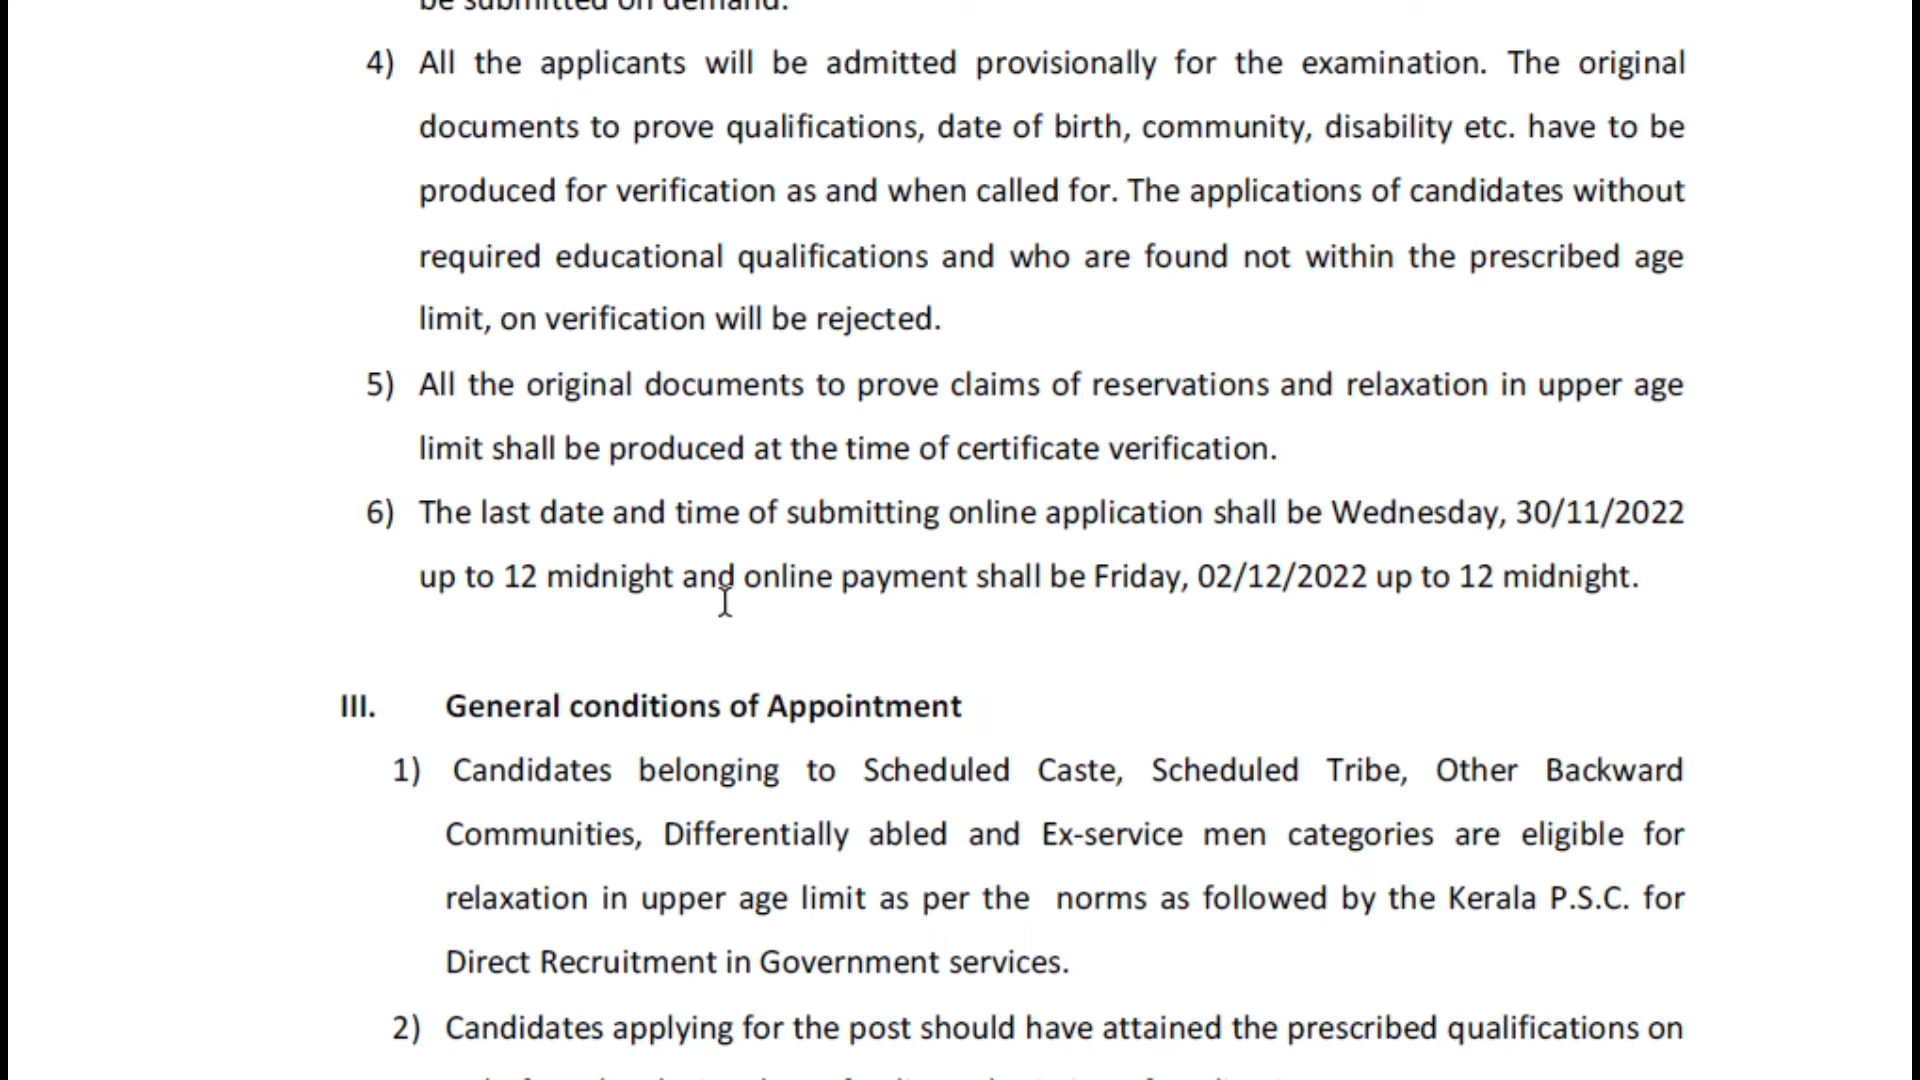 be submitted on demand.
4) All the applicants will be admitted provisionally for the examination. The original
documents to prove qualifications, date of birth, community, disability etc. have to be
produced for verification as and when called for. The applications of candidates without
required educational qualifications and who are found not within the prescribed age
limit, on verification will be rejected.
5) All the original documents to prove claims of reservations and relaxation in upper age
limit shall be produced at the time of certificate verification.
6) The last date and time of submitting online application shall be Wednesday, 30/11/2022
up to 12 midnight and online payment shall be Friday, 02/12/2022 up to 12 midnight.
III. General conditions of Appointment
1) Candidates belonging to Scheduled Caste, Scheduled Tribe, Other Backward
Communities, Differentially abled and Ex-service men categories are eligible for
relaxation in upper age limit as per the norms as followed by the Kerala P.S.C. for
Direct Recruitment in Government services.
2) Candidates applying for the post should have attained the prescribed qualifications on